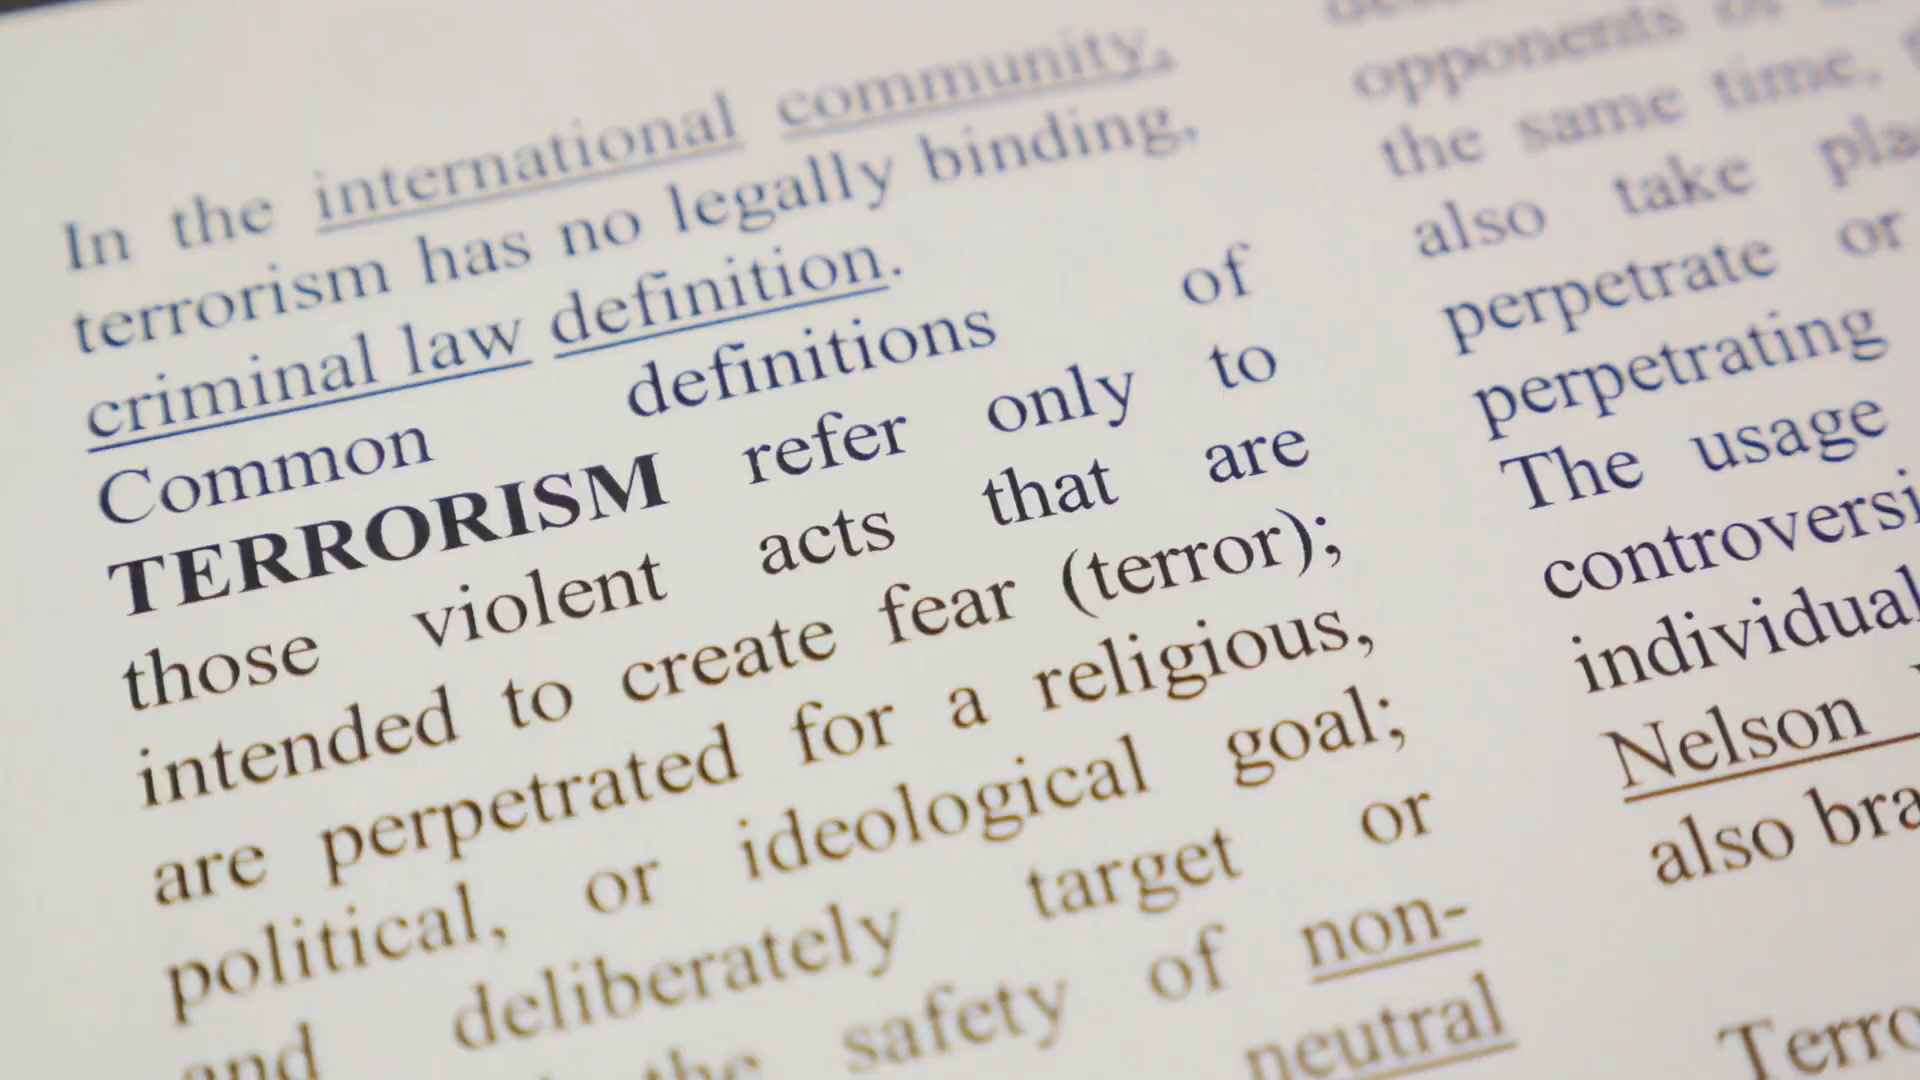 In the international community,
terrorism has no legally binding,
criminal law definition.
Common definitions of
TERRORISM refer only to
those violent acts that are
intended to create fear (terror);
are perpetrated for a religious,
political, or ideological goal;
and deliberately target or
the safety of non-
neutral
opponents
the same time,
also take
perpetrate or
perpetrating
The usage
individual
Nelson
also